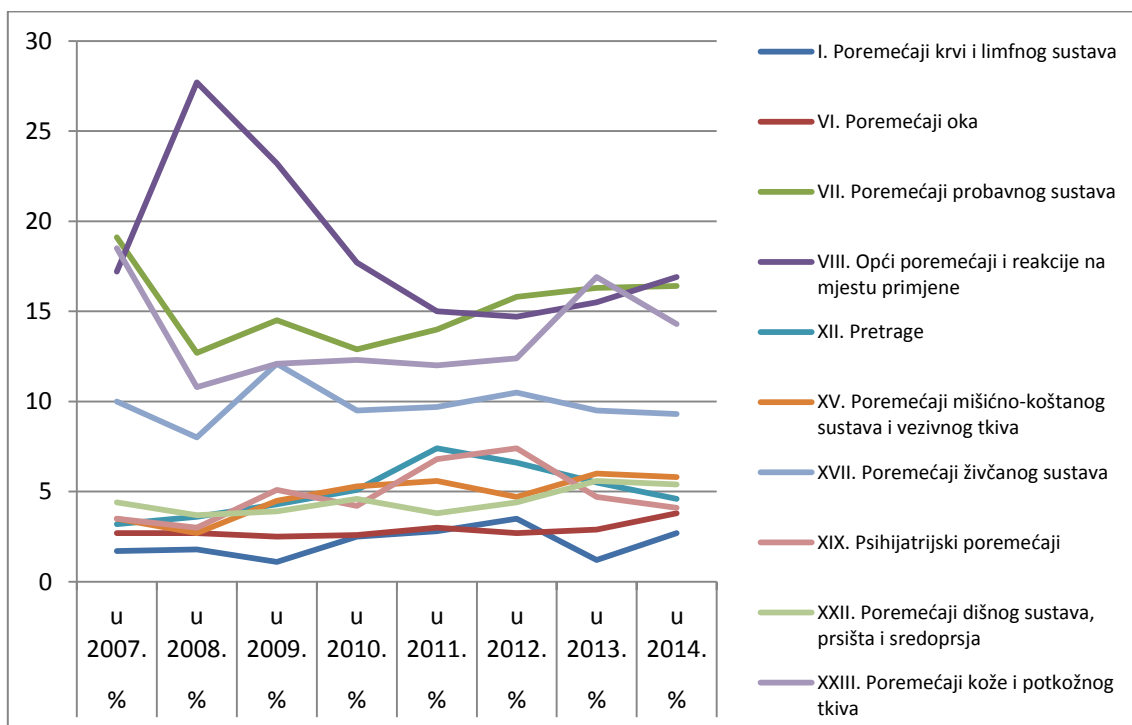 30
25
20
15
10
5
0
u 2007. %
u 2008. %
u 2009. %
u 2010. %
u 2011. %
u 2012. %
u 2013. %
u 2014. %
I. Poremećaji krvi i limfnog sustava
VI. Poremećaji oka
VII. Poremećaji probavnog sustava
VIII. Opći poremećaji i reakcije na
mjestu primjene
XII. Pretrage
XV. Poremećaji mišićno-koštanog
sustava i vezivnog tkiva
XVII. Poremećaji živčanog sustava
XIX. Psihijatrijski poremećaji
XXII. Poremećaji dišnog sustava,
prsišta i sredoprsja
XXIII. Poremećaji kože i potkožnog
tkiva